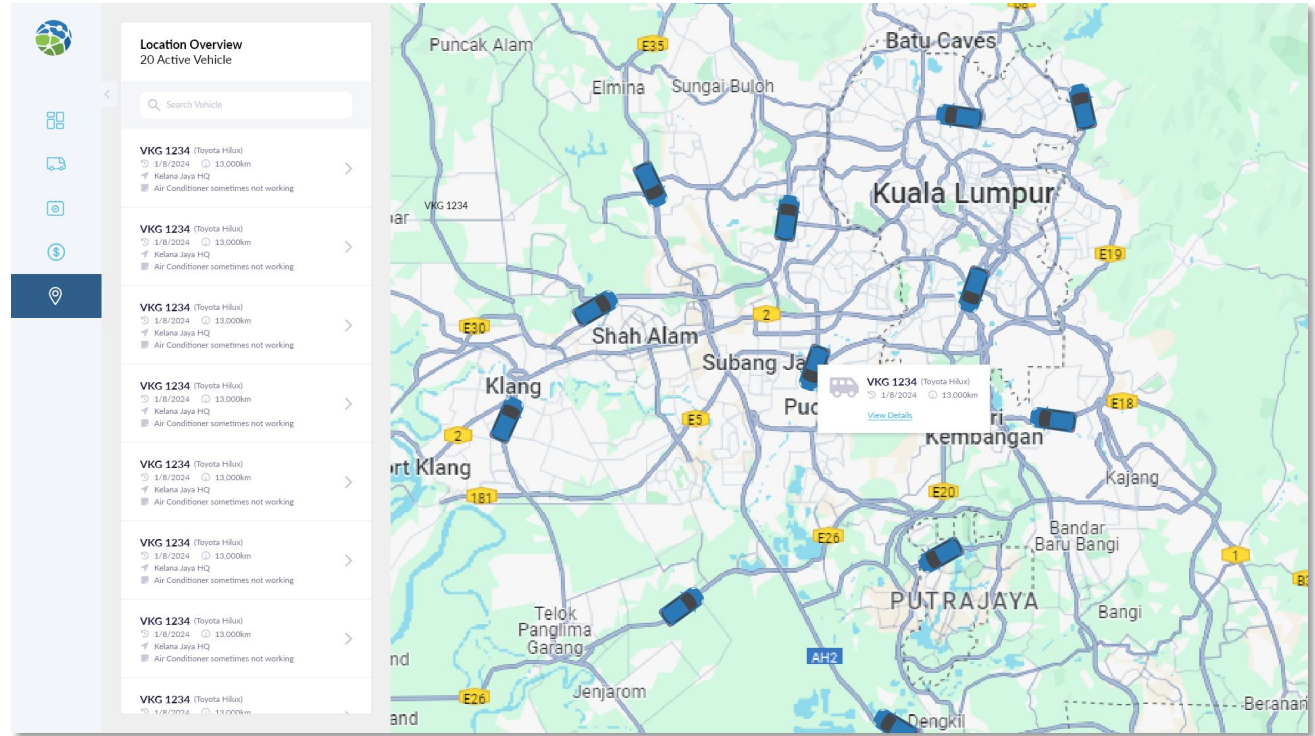 Location Overview
20 Active Vehicle
Search Vehicle
VKG 1234 (Toyota Hilux)
1/8/2024 13,000km
Kelana Jaya HQ
Air Conditioner sometimes not working
VKG 1234 (Toyota Hilux)
1/8/2024 13,000km
Kelana Jaya HQ
Air Conditioner sometimes not working
VKG 1234 (Toyota Hilux)
1/8/2024 13,000km
Kelana Jaya HQ
Air Conditioner sometimes not working
VKG 1234 (Toyota Hilux)
1/8/2024 13,000km
Kelana Jaya HQ
Air Conditioner sometimes not working
VKG 1234 (Toyota Hilux)
1/8/2024 13,000km
Kelana Jaya HQ
Air Conditioner sometimes not working
VKG 1234 (Toyota Hilux)
1/8/2024 13,000km
Kelana Jaya HQ
Air Conditioner sometimes not working
VKG 1234 (Toyota Hilux)
1/8/2024 13,000km
Kelana Jaya HQ
Air Conditioner sometimes not working
VKG 1234 (Toyota Hilux)
1/8/2024 13,000km
Puncak Alam
E35
Batu Caves
Elmina
Sungai Buloh
Kuala Lumpur
VKG 1234
ar
E19
E30
2
Shah Alam
Subang Ja
Klang
VKG 1234 (Toyota Hilux)
1/8/2024 13,000km
View Details
Puc
ri
Kembangan
E18
E5
2
ort Klang
181
Kajang
E20
E26
Bandar
Baru Bangi
1
PUTRAJAYA
Bangi
Telok
Panglima
Garang
AH2
nd
Jenjarom
E26
and
Dengkil
Beranan